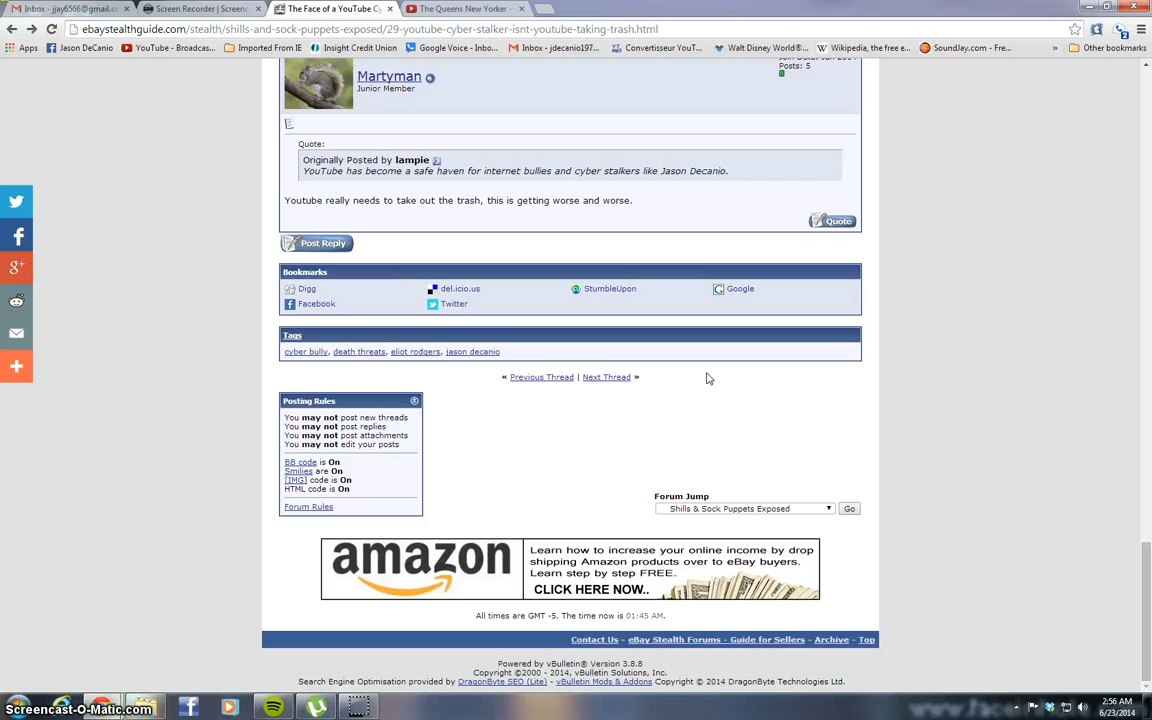 Inbox - jjay6566@gmail.c
Screen Recorder | Screen
The Face of a YouTube Cy
The Queens New Yorker -
ebaystealthguide.com/stealth/shills-and-sock-puppets-exposed/29-youtube-cyber-stalker-isnt-youtube-taking-trash.html
Apps
Jason DeCanio
YouTube - Broadcas...
Imported From IE
Insight Credit Union
Google Voice - Inbo...
Inbox - jdecanio197...
Convertisseur YouT...
Walt Disney World®...
Wikipedia, the free e...
SoundJay.com - Fre...
»
Other bookmarks
Martyman
Junior Member
Posts: 5
Quote:
Originally Posted by lampie
YouTube has become a safe haven for internet bullies and cyber stalkers like Jason Decanio.
Youtube really needs to take out the trash, this is getting worse and worse.
Quote
Post Reply
Bookmarks
Digg
del.icio.us
StumbleUpon
Google
Facebook
Twitter
Tags
cyber bully, death threats, eliot rodgers, jason decanio
« Previous Thread | Next Thread »
Posting Rules
You may not post new threads
You may not post replies
You may not post attachments
You may not edit your posts
BB code is On
Smilies are On
[IMG] code is On
HTML code is On
Forum Rules
Forum Jump
Shills & Sock Puppets Exposed
Go
amazon
Learn how to increase your online income by drop
shipping Amazon products over to eBay buyers.
Learn step by step FREE.
CLICK HERE NOW..
All times are GMT -5. The time now is 01:45 AM.
Contact Us - eBay Stealth Forums - Guide for Sellers - Archive - Top
Powered by vBulletin® Version 3.8.8
Copyright ©2000 - 2014, vBulletin Solutions, Inc.
Search Engine Optimisation provided by DragonByte SEO (Lite) - vBulletin Mods & Addons Copyright © 2014 DragonByte Technologies Ltd.
Screencast-O-Matic.com
2:56 AM
6/23/2014